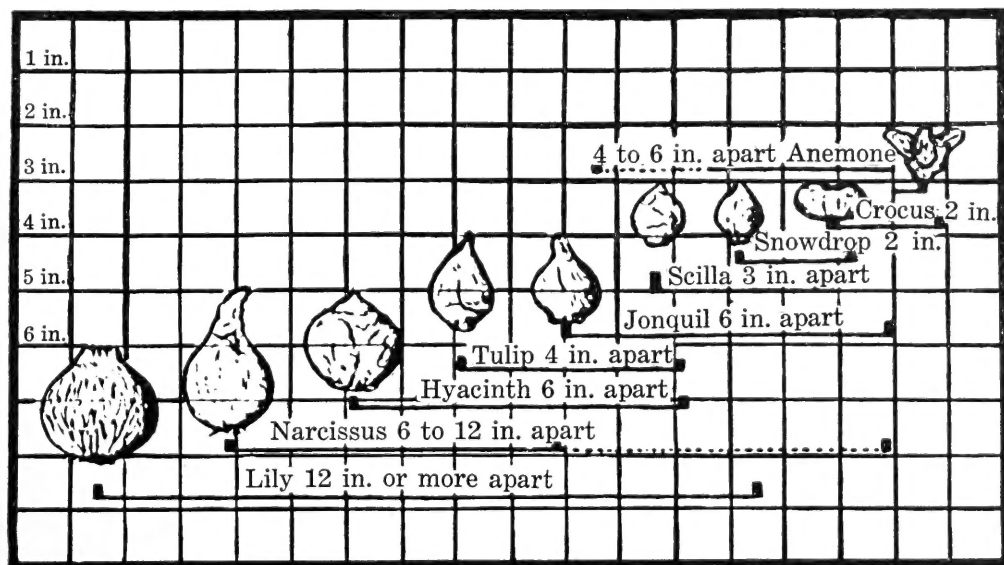 1 in.
2 in.
3 in.
4 to 6 in. apart Anemone
Crocus 2 in.
4 in.
Snowdrop 2 in.
5 in.
Scilla 3 in. apart
Jonquil 6 in. apart
6 in.
Tulip 4 in. apart
Hyacinth 6 in. apart
Narcissus 6 to 12 in. apart
Lily 12 in. or more apart